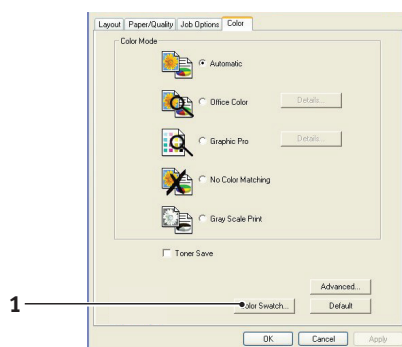 Layout Paper/Quality Job Options Color
Color Mode
Automatic
Office Color Details...
Graphic Pro Details...
No Color Matching
Gray Scale Print
Toner Save
Advanced...
1 Color Swatch... Default
OK Cancel Apply